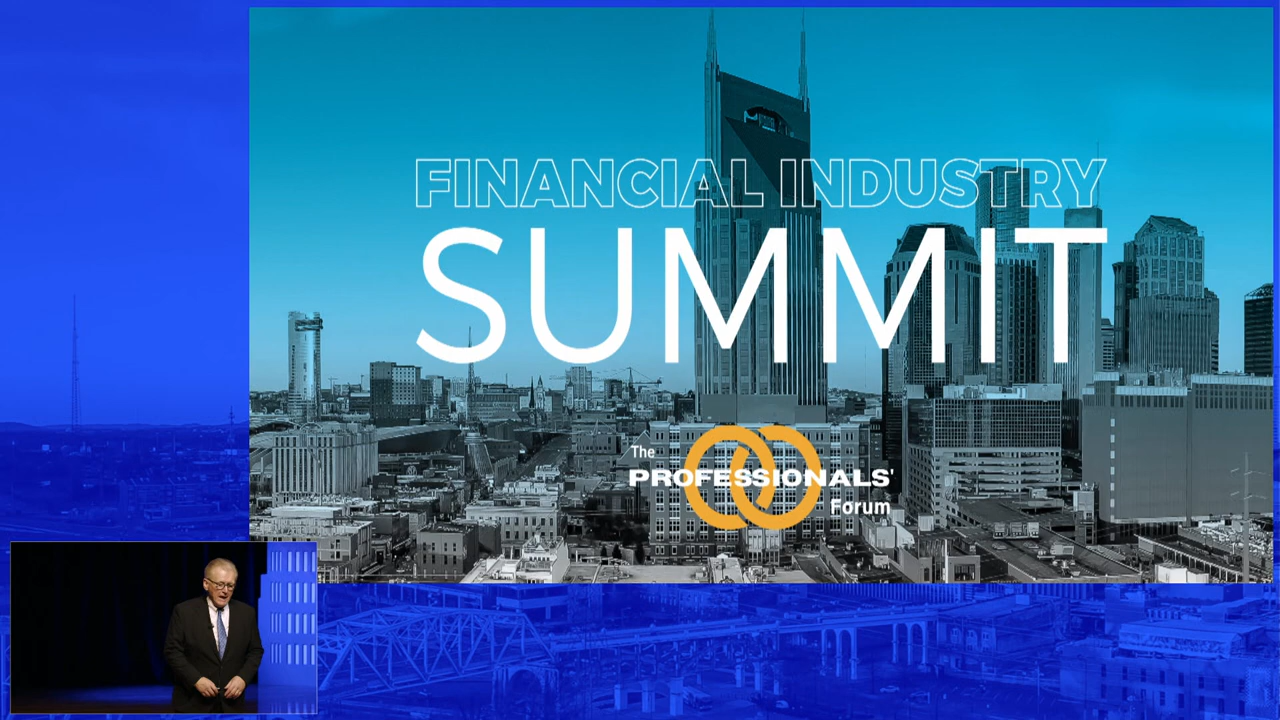 FINANCIAL INDUSTRY
SUMMIT
The
PROFESSIONALS'
Forum